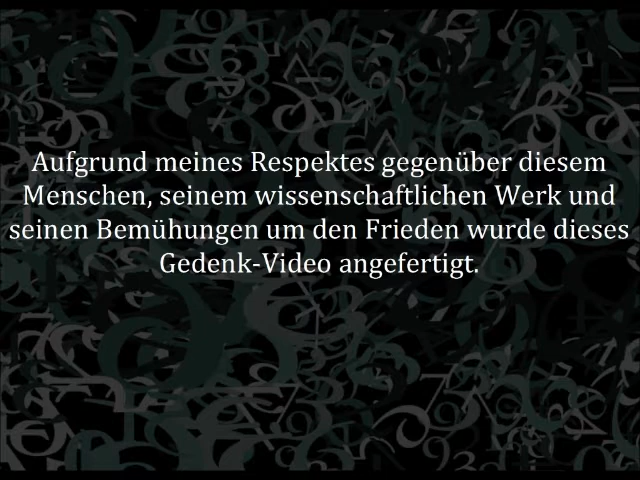 Aufgrund meines Respektes gegenüber diesem
Menschen, seinem wissenschaftlichen Werk und
seinen Bemühungen um den Frieden wurde dieses
Gedenk-Video angefertigt.